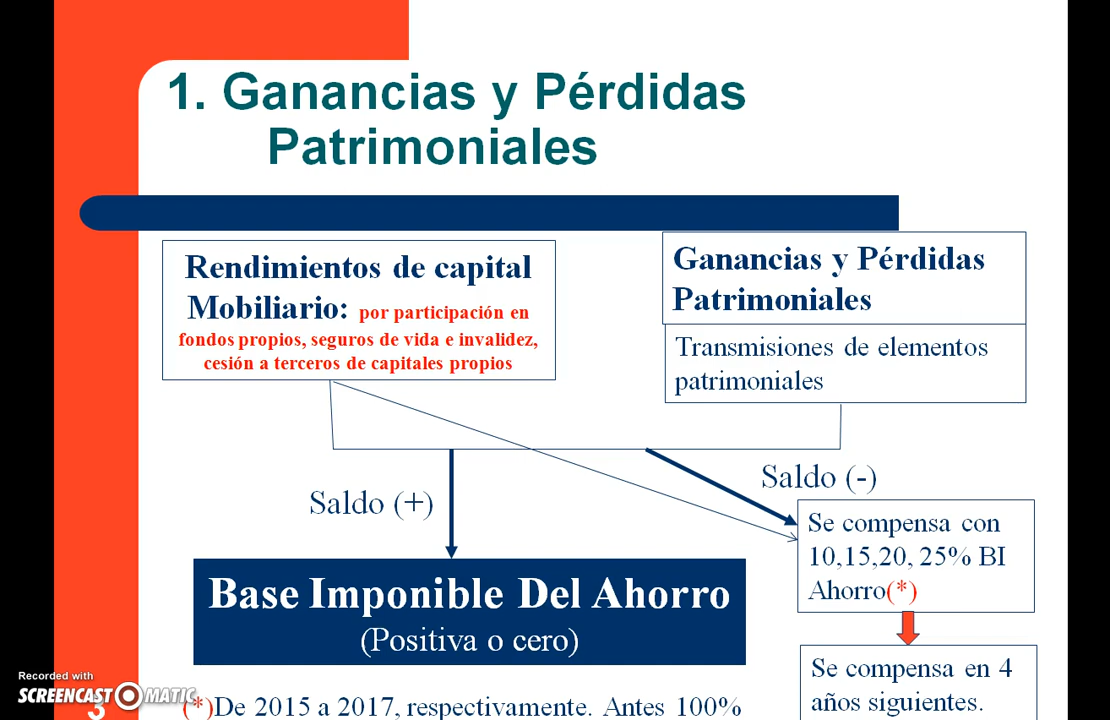 1. Ganancias y Pérdidas
Patrimoniales
Rendimientos de capital
Mobiliario: por participación en
fondos propios, seguros de vida e invalidez,
cesión a terceros de capitales propios
Ganancias y Pérdidas
Patrimoniales
Transmisiones de elementos
patrimoniales
Saldo (+)
Saldo (-)
Se compensa con
10,15,20, 25% BI
Ahorro(*)
Base Imponible Del Ahorro
(Positiva o cero)
Se compensa en 4
años siguientes.
(*)De 2015 a 2017, respectivamente. Antes 100%
Recorded with
SCREENCAST MATIC
3